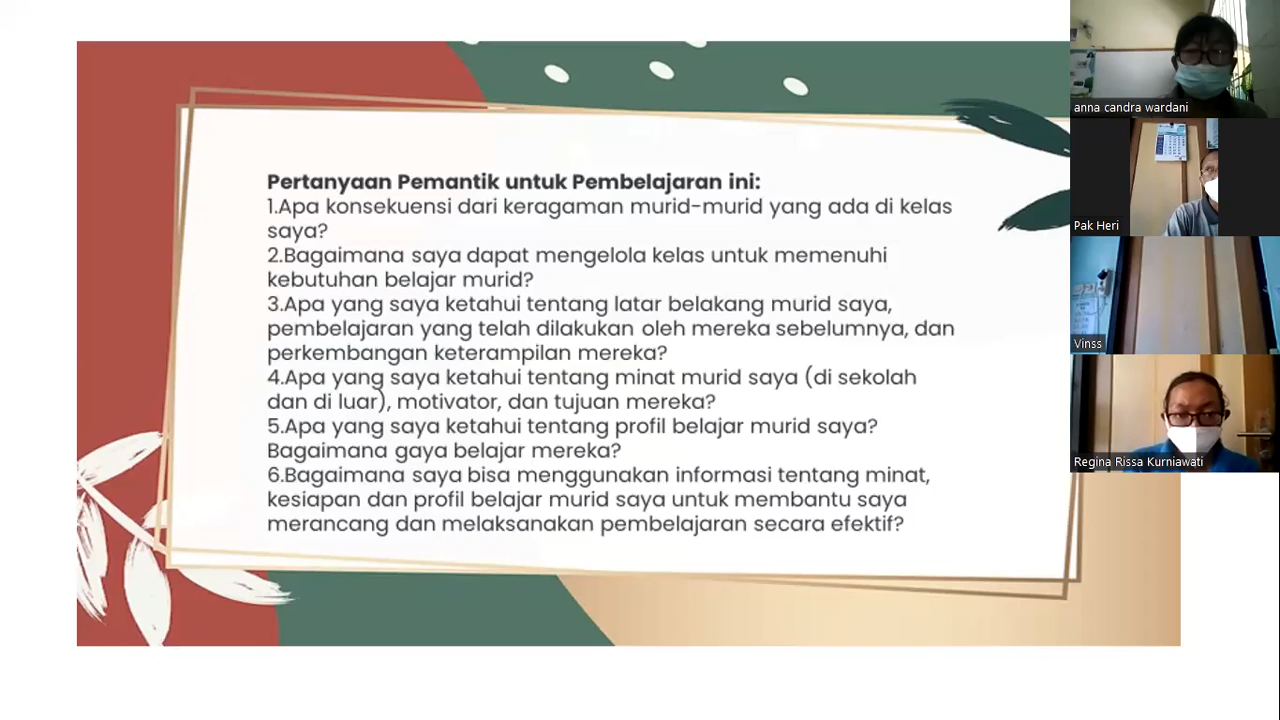 Pertanyaan Pemantik untuk Pembelajaran ini:
1.Apa konsekuensi dari keragaman murid-murid yang ada di kelas
saya?
2.Bagaimana saya dapat mengelola kelas untuk memenuhi
kebutuhan belajar murid?
3.Apa yang saya ketahui tentang latar belakang murid saya,
pembelajaran yang telah dilakukan oleh mereka sebelumnya, dan
perkembangan keterampilan mereka?
4.Apa yang saya ketahui tentang minat murid saya (di sekolah
dan di luar), motivator, dan tujuan mereka?
5.Apa yang saya ketahui tentang profil belajar murid saya?
Bagaimana gaya belajar mereka?
6.Bagaimana saya bisa menggunakan informasi tentang minat,
kesiapan dan profil belajar murid saya untuk membantu saya
merancang dan melaksanakan pembelajaran secara efektif?
anna candra wardani
Pak Heri
Vinss
Regina Rissa Kurniawati